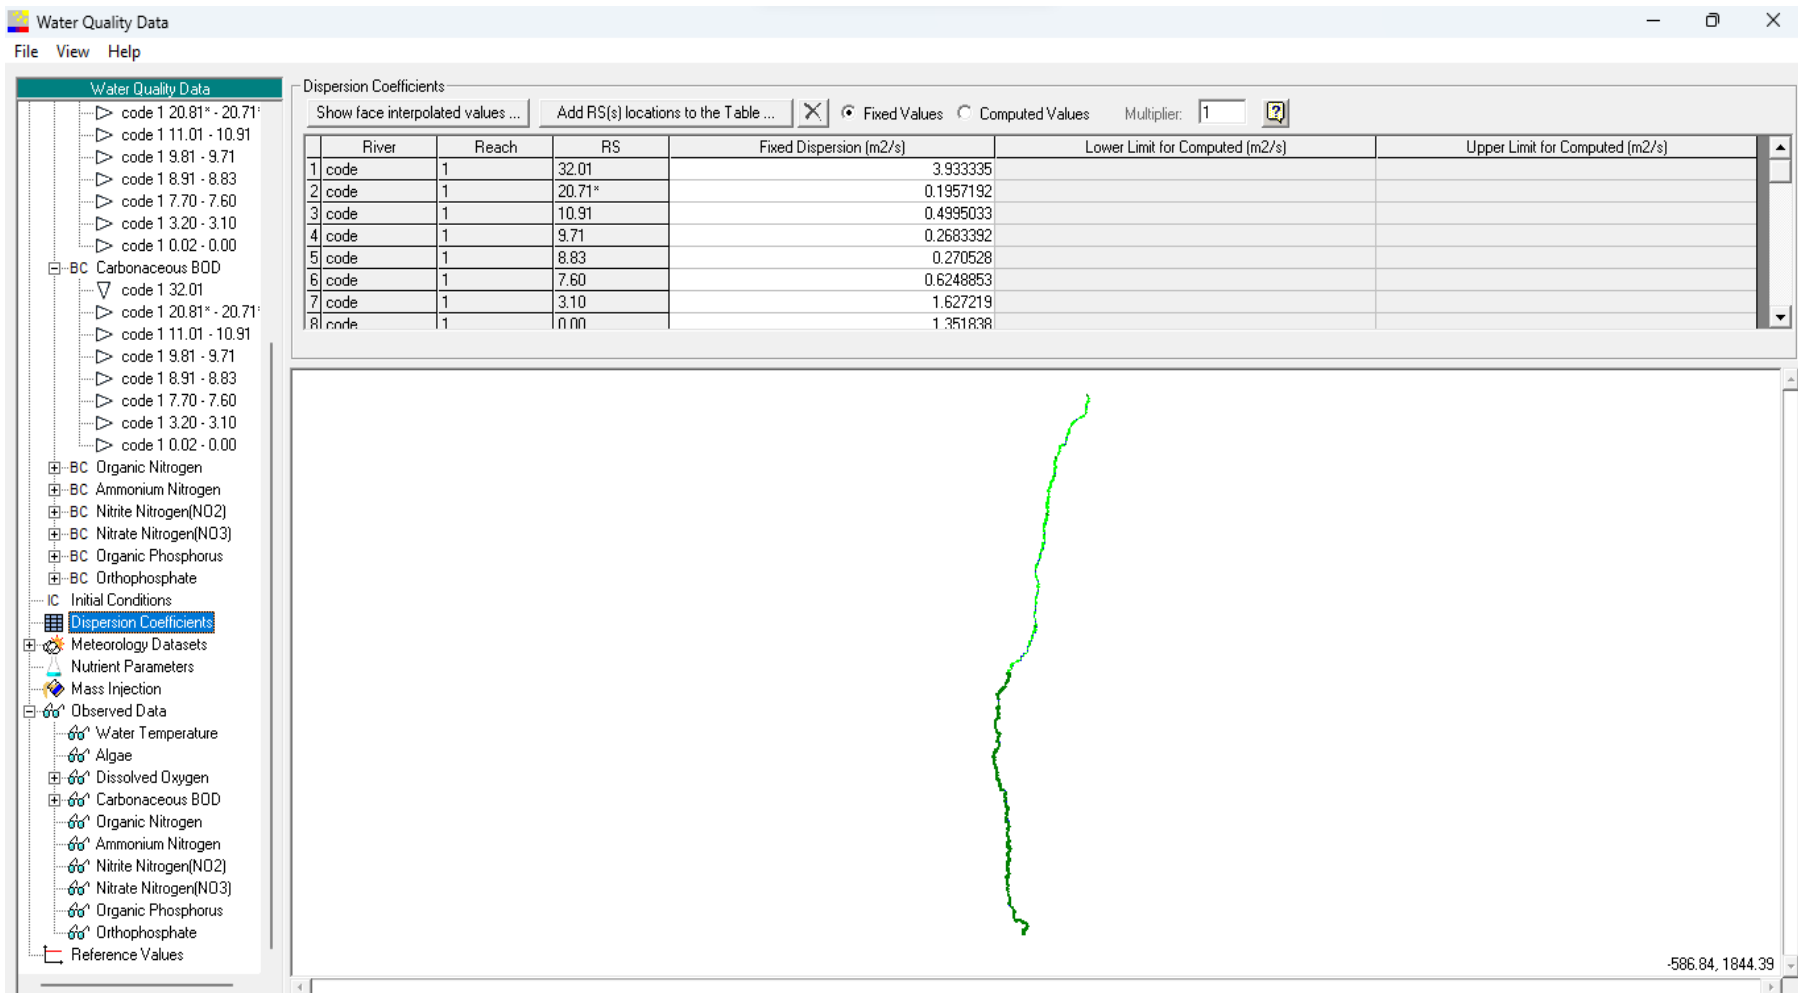 Water Quality Data
File View Help
Water Quality Data
code 1 20.81* - 20.71*
code 1 11.01 - 10.91
code 1 9.81 - 9.71
code 1 8.91 - 8.83
code 1 7.70 - 7.60
code 1 3.20 - 3.10
code 1 0.02 - 0.00
BC Carbonaceous BOD
code 1 32.01
code 1 20.81* - 20.71*
code 1 11.01 - 10.91
code 1 9.81 - 9.71
code 1 8.91 - 8.83
code 1 7.70 - 7.60
code 1 3.20 - 3.10
code 1 0.02 - 0.00
BC Organic Nitrogen
BC Ammonium Nitrogen
BC Nitrite Nitrogen(NO2)
BC Nitrate Nitrogen(NO3)
BC Organic Phosphorus
BC Orthophosphate
IC Initial Conditions
Dispersion Coefficients
Meteorology Datasets
Nutrient Parameters
Mass Injection
Observed Data
Water Temperature
Algae
Dissolved Oxygen
Carbonaceous BOD
Organic Nitrogen
Ammonium Nitrogen
Nitrite Nitrogen(NO2)
Nitrate Nitrogen(NO3)
Organic Phosphorus
Orthophosphate
Reference Values
Dispersion Coefficients
Show face interpolated values ... Add RS(s) locations to the Table ... Fixed Values Computed Values Multiplier: 1
River Reach RS Fixed Dispersion (m2/s) Lower Limit for Computed (m2/s) Upper Limit for Computed (m2/s)
1 code 1 32.01 3.933335
2 code 1 20.71* 0.1957192
3 code 1 10.91 0.4995033
4 code 1 9.71 0.2683392
5 code 1 8.83 0.270528
6 code 1 7.60 0.6248853
7 code 1 3.10 1.627219
8 code 1 0.00 1.351838
-586.84, 1844.39